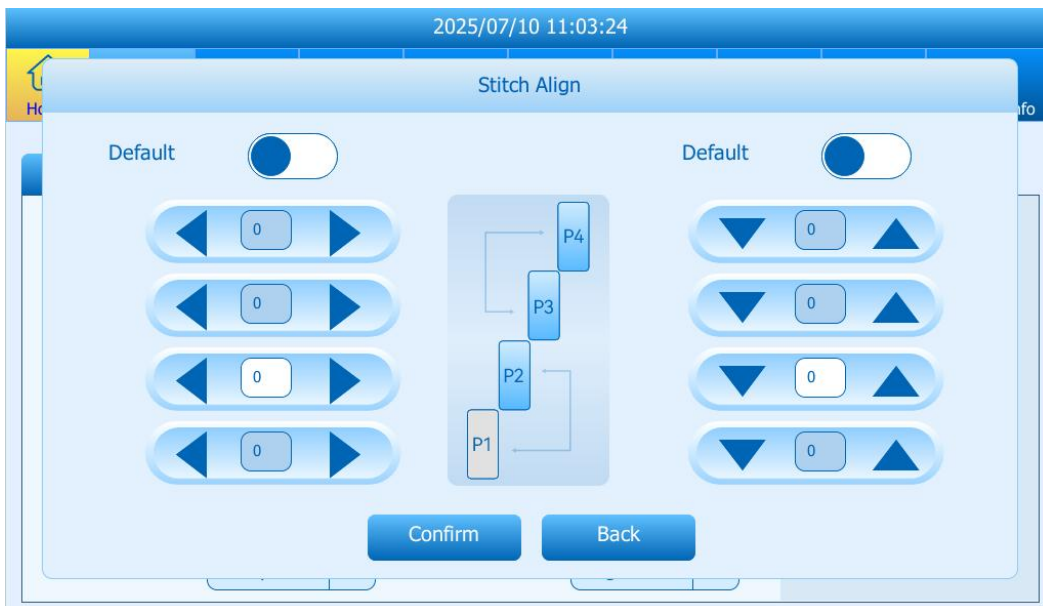 2025/07/10 11:03:24
Stitch Align
Default
Default
0
0
P4
0
0
P3
0
0
P2
0
0
P1
Confirm
Back